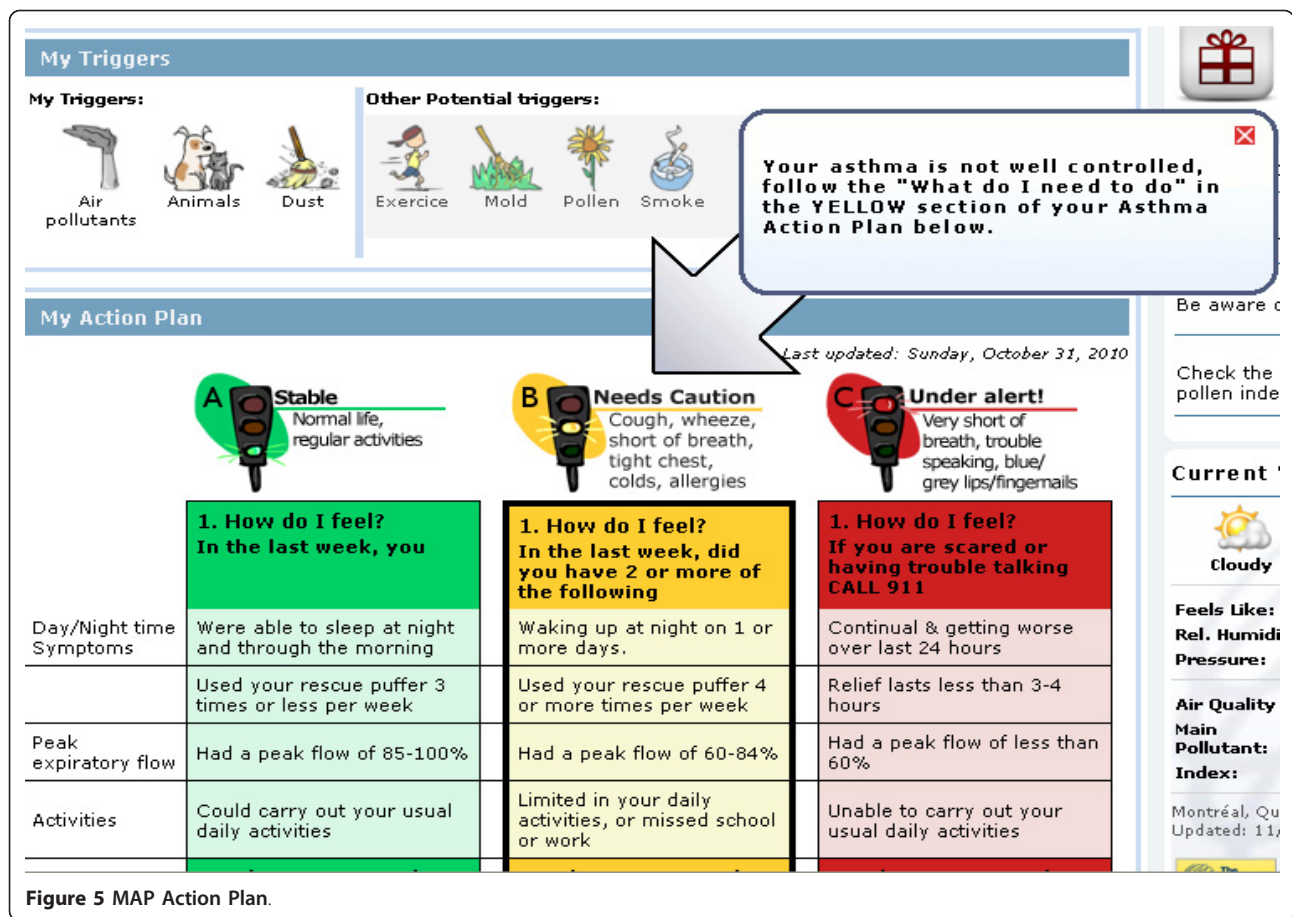 My Triggers
My Triggers:
Other Potential triggers:
Air
pollutants
Animals
Dust
Exercice
Mold
Pollen
Smoke
Your asthma is not well controlled,
follow the "What do I need to do" in
the YELLOW section of your Asthma
Action Plan below.
My Action Plan
Last updated: Sunday, October 31, 2010
A
Stable
Normal life,
regular activities
B
Needs Caution
Cough, wheeze,
short of breath,
tight chest,
colds, allergies
C
Under alert!
Very short of
breath, trouble
speaking, blue/
grey lips/fingernails
1. How do I feel?
In the last week, you
1. How do I feel?
In the last week, did
you have 2 or more of
the following
1. How do I feel?
If you are scared or
having trouble talking
CALL 911
Day/Night time
Symptoms
Were able to sleep at night
and through the morning
Waking up at night on 1 or
more days.
Continual & getting worse
over last 24 hours
Used your rescue puffer 3
times or less per week
Used your rescue puffer 4
or more times per week
Relief lasts less than 3-4
hours
Peak
expiratory flow
Had a peak flow of 85-100%
Had a peak flow of 60-84%
Had a peak flow of less than
60%
Activities
Could carry out your usual
daily activities
Limited in your daily
activities, or missed school
or work
Unable to carry out your
usual daily activities
Be aware
Check the
pollen inde
Current
Cloudy
Feels Like:
Rel. Humidi
Pressure:
Air Quality
Main
Pollutant:
Index:
Montréal, Qu
Updated: 11/
The
Figure 5 MAP Action Plan.